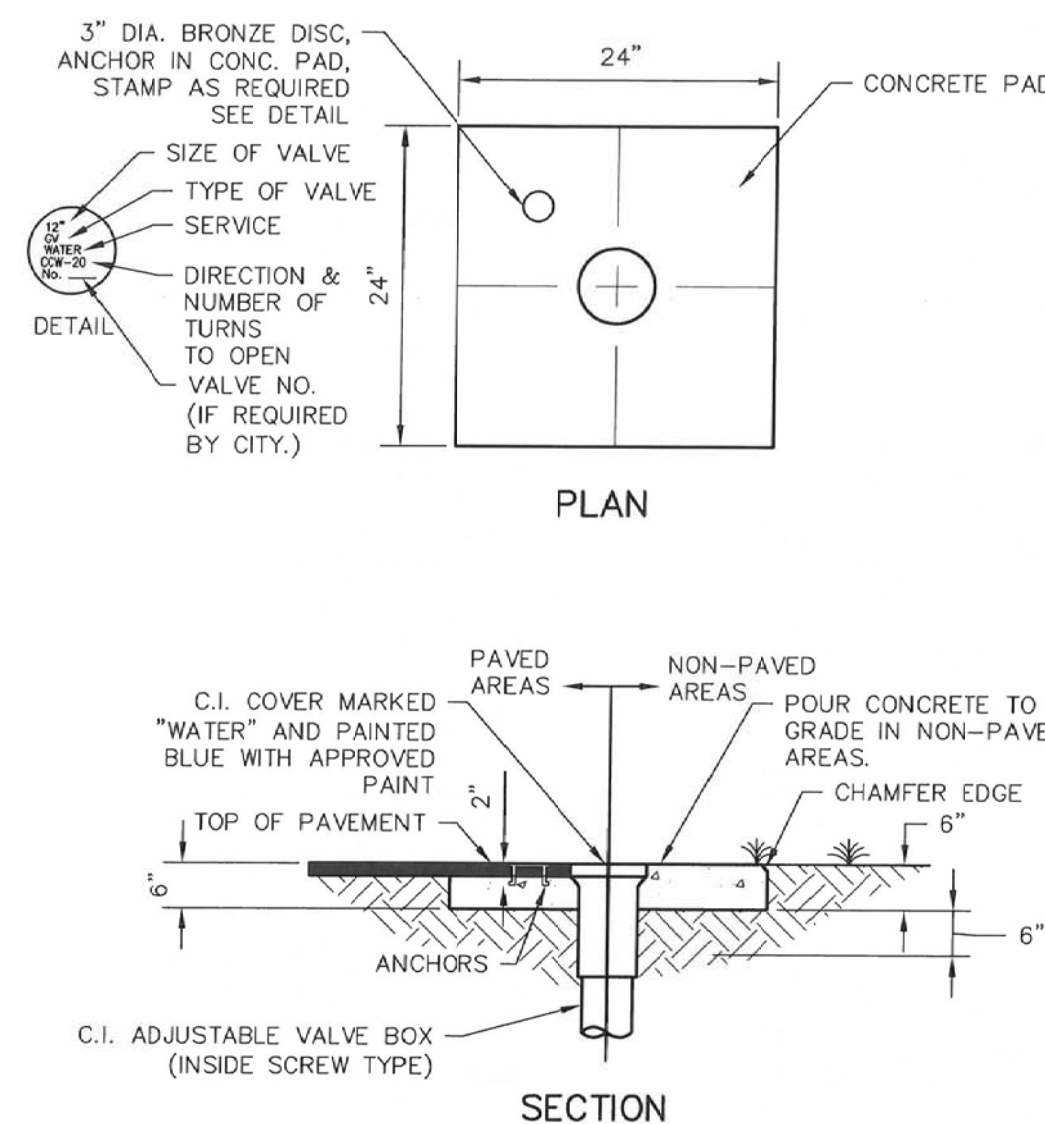 3" DIA. BRONZE DISC,
ANCHOR IN CONC. PAD,
STAMP AS REQUIRED
SEE DETAIL
24"
CONCRETE PAD
SIZE OF VALVE
TYPE OF VALVE
SERVICE
12"
GV
WATER
CCW-20
No.
DETAIL
DIRECTION &
NUMBER OF
TURNS
TO OPEN
VALVE NO.
(IF REQUIRED
BY CITY.)
24"
PLAN
PAVED
AREAS
NON-PAVED
AREAS
C.I. COVER MARKED
"WATER" AND PAINTED
BLUE WITH APPROVED
PAINT
POUR CONCRETE TO
GRADE IN NON-PAVE
AREAS.
CHAMFER EDGE
2"
TOP OF PAVEMENT
6"
6"
6"
ANCHORS
C.I. ADJUSTABLE VALVE BOX
(INSIDE SCREW TYPE)
SECTION